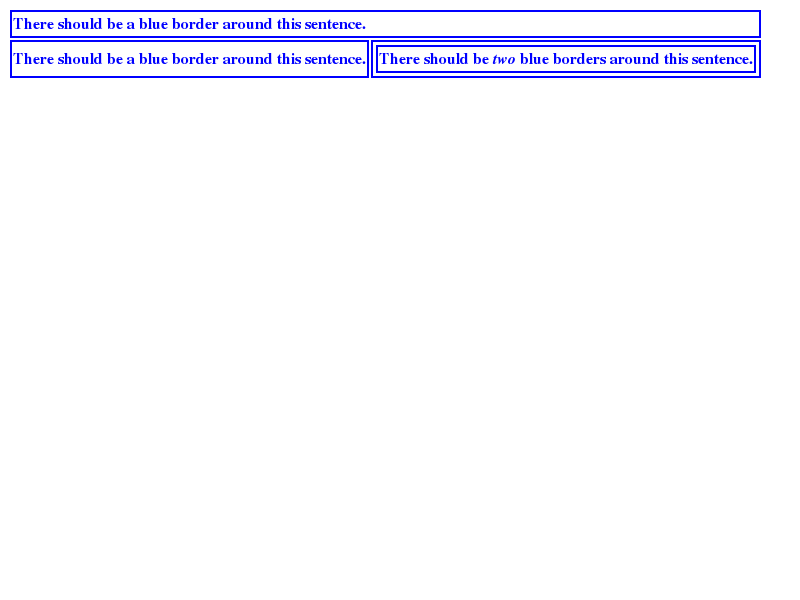 There should be a blue border around this sentence.
There should be a blue border around this sentence.
There should be two blue borders around this sentence.